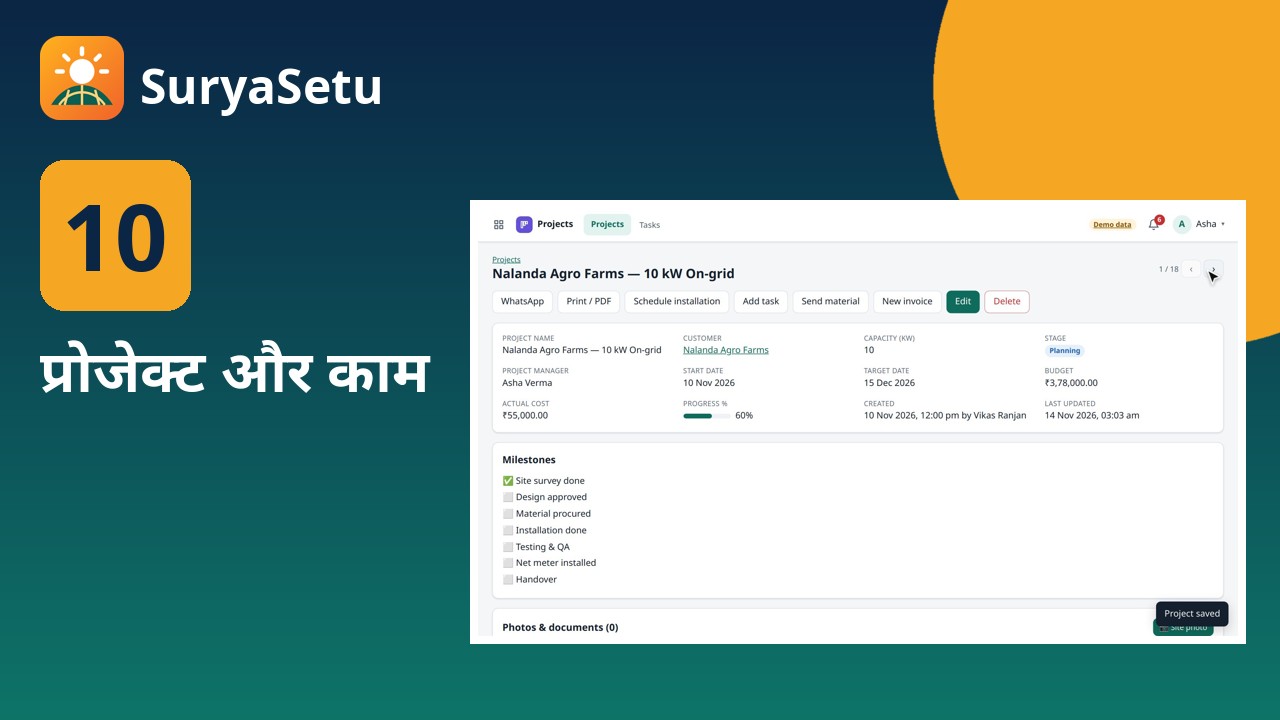 SuryaSetu
10
प्रोजेक्ट और काम
Projects Projects Tasks Demo data 6 A Asha
Projects
Nalanda Agro Farms — 10 kW On-grid 1 / 18
WhatsApp Print / PDF Schedule installation Add task Send material New invoice Edit Delete
PROJECT NAME CUSTOMER CAPACITY (KW) STAGE
Nalanda Agro Farms — 10 kW On-grid Nalanda Agro Farms 10 Planning
PROJECT MANAGER START DATE TARGET DATE BUDGET
Asha Verma 10 Nov 2026 15 Dec 2026 ₹3,78,000.00
ACTUAL COST PROGRESS % CREATED LAST UPDATED
₹55,000.00 60% 10 Nov 2026, 12:00 pm by Vikas Ranjan 14 Nov 2026, 03:03 am
Milestones
Site survey done
Design approved
Material procured
Installation done
Testing & QA
Net meter installed
Handover
Project saved
Photos & documents (0) Site photo